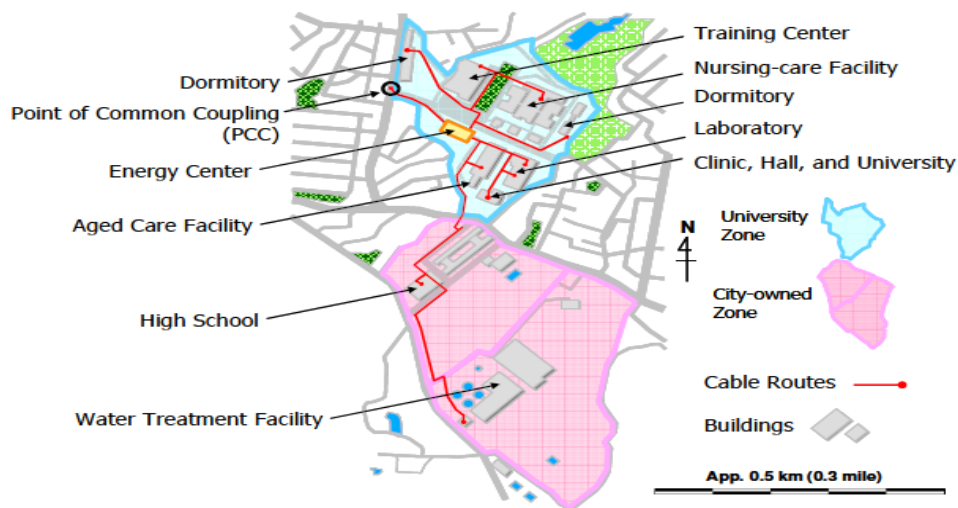 Training Center
Nursing-care Facility
Dormitory
Laboratory
Clinic, Hall, and University
Dormitory
Point of Common Coupling
(PCC)
Energy Center
Aged Care Facility
High School
Water Treatment Facility
N
4
University
Zone
City-owned
Zone
Cable Routes
Buildings
App. 0.5 km (0.3 mile)